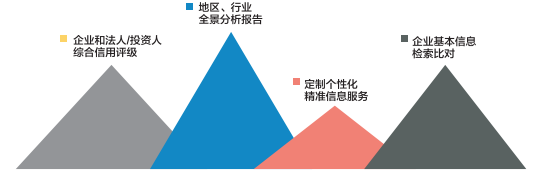 地区、行业
全景分析报告
企业和法人/投资人
综合信用评级
企业基本信息
检索比对
定制个性化
精准信息服务